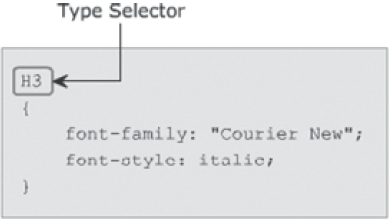 Type Selector
H3
{
font-family: "Courier New";
font-style: italic;
}